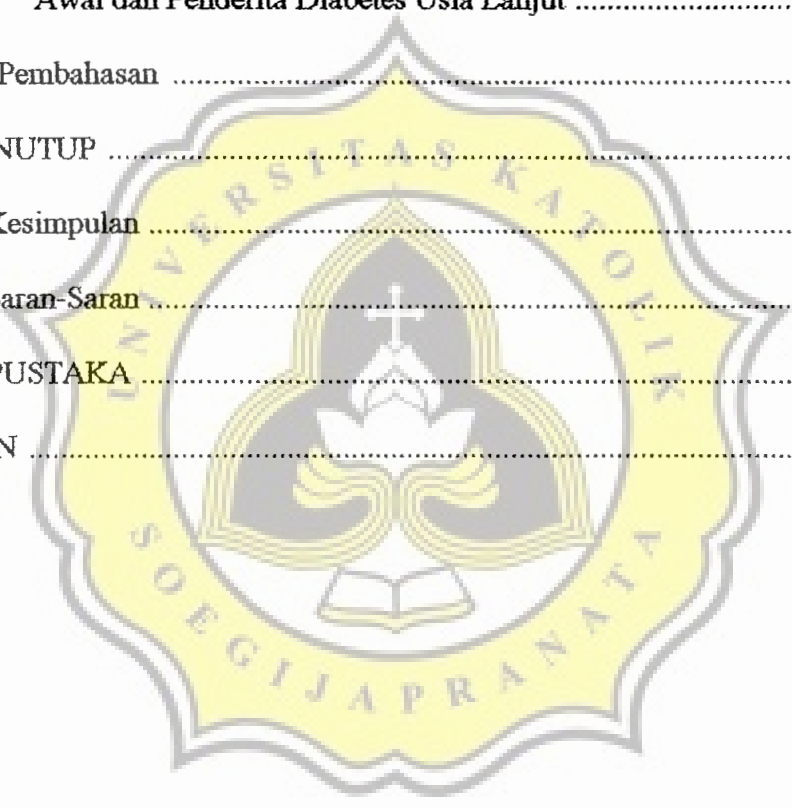 Awal dan Penderita Diabetes Usia Lanjut ........................
Pembahasan ........................................................................
NUTUP ................................................................................
Kesimpulan ..........................................................................
aran-Saran ..........................................................................
PUSTAKA ............................................................................
N ..........................................................................................
UNIVERSITAS KATOLIK
SOEGIJAPRANATA